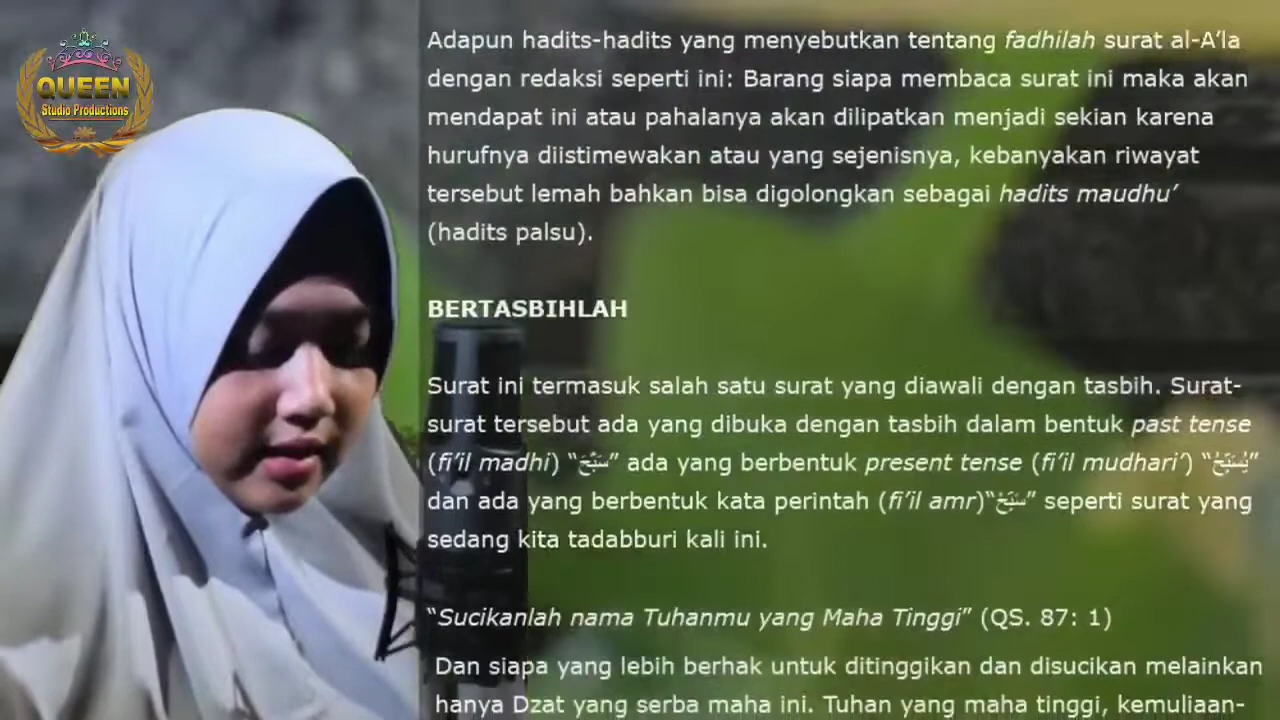 QUEEN
Studio Productions
Adapun hadits-hadits yang menyebutkan tentang fadhilah surat al-A’la
dengan redaksi seperti ini: Barang siapa membaca surat ini maka akan
mendapat ini atau pahalanya akan dilipatkan menjadi sekian karena
hurufnya diistimewakan atau yang sejenisnya, kebanyakan riwayat
tersebut lemah bahkan bisa digolongkan sebagai hadits maudhu’
(hadits palsu).
BERTASBIHLAH
Surat ini termasuk salah satu surat yang diawali dengan tasbih. Surat-
surat tersebut ada yang dibuka dengan tasbih dalam bentuk past tense
(fi’il madhi) “سَبَّحَ” ada yang berbentuk present tense (fi’il mudhari’) “يُسَبِّحُ”
dan ada yang berbentuk kata perintah (fi’il amr)“سَبِّحْ” seperti surat yang
sedang kita tadabburi kali ini.
“Sucikanlah nama Tuhanmu yang Maha Tinggi” (QS. 87: 1)
Dan siapa yang lebih berhak untuk ditinggikan dan disucikan melainkan
hanya Dzat yang serba maha ini. Tuhan yang maha tinggi, kemuliaan-